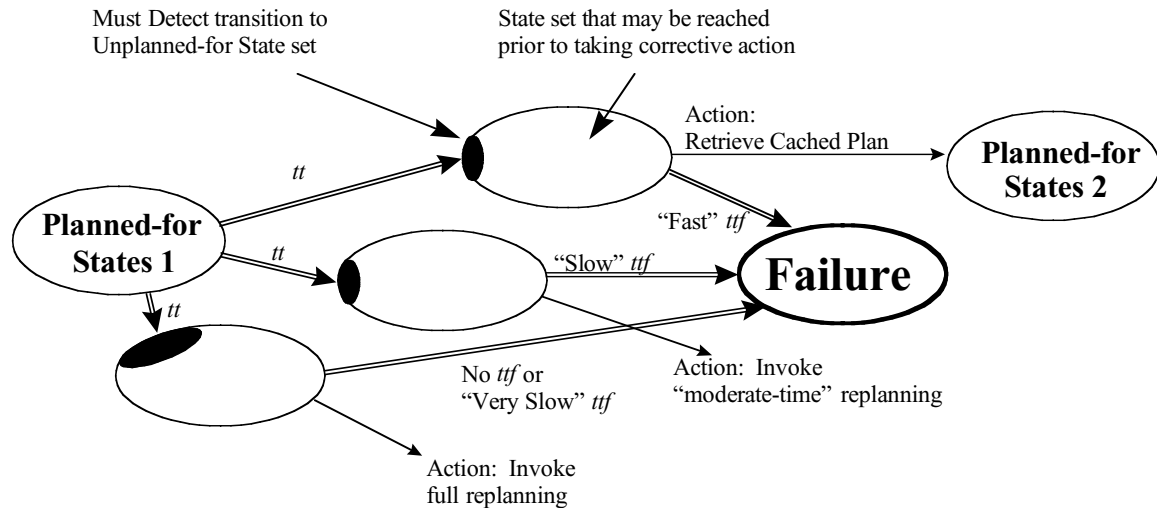 Must Detect transition to
Unplanned-for State set
State set that may be reached
prior to taking corrective action
Action:
Retrieve Cached Plan
Planned-for
States 2
tt
Planned-for
States 1
tt
tt
“Fast” ttf
“Slow” ttf
Failure
No ttf or
“Very Slow” ttf
Action:  Invoke
“moderate-time” replanning
Action:  Invoke
full replanning